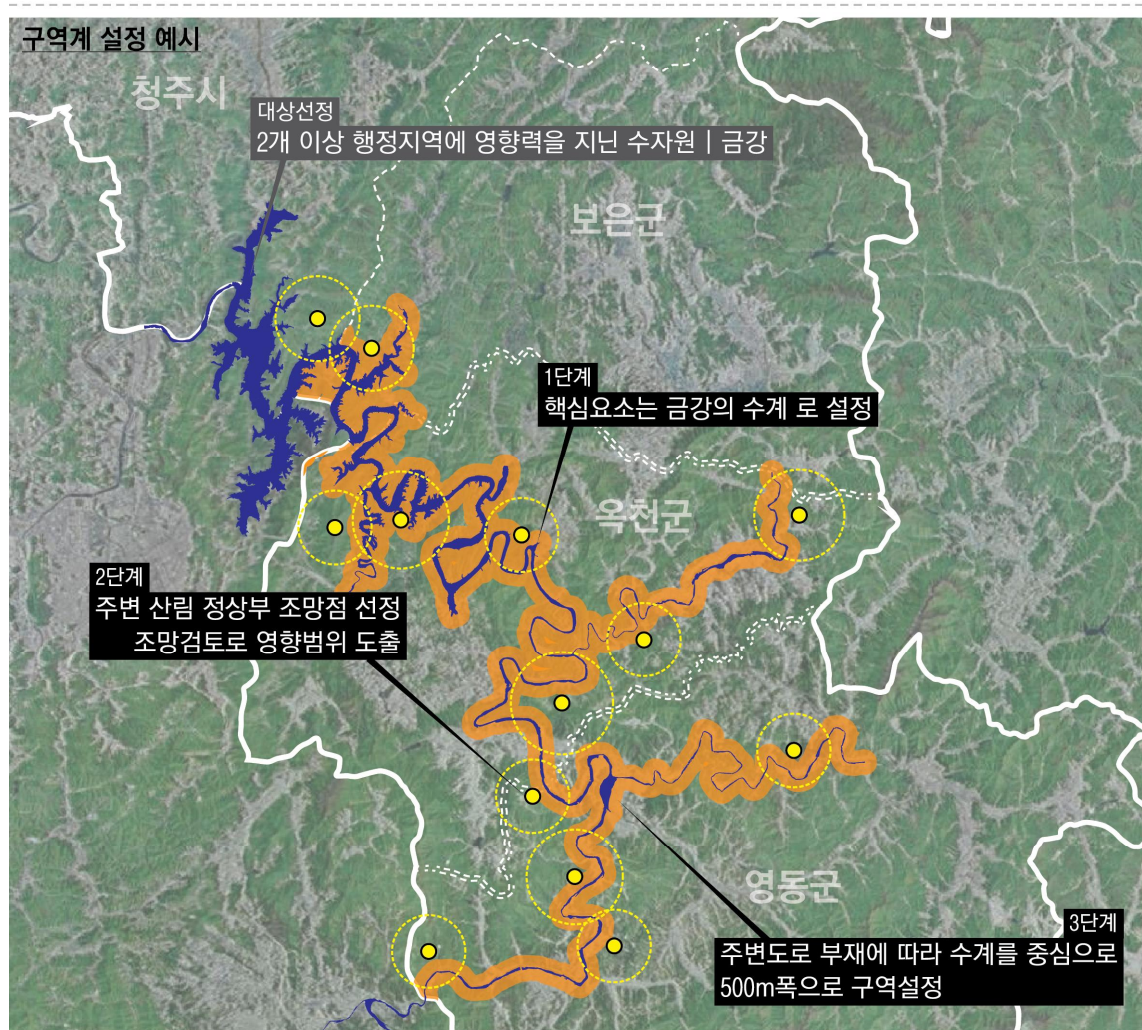 구역계 설정 예시
청주시
대상선정
2개 이상 행정지역에 영향력을 지닌 수자원 | 금강
보은군
1단계
핵심요소는 금강의 수계 로 설정
옥천군
2단계
주변 산림 정상부 조망점 선정
조망검토로 영향범위 도출
영동군
3단계
주변도로 부재에 따라 수계를 중심으로
500m폭으로 구역설정